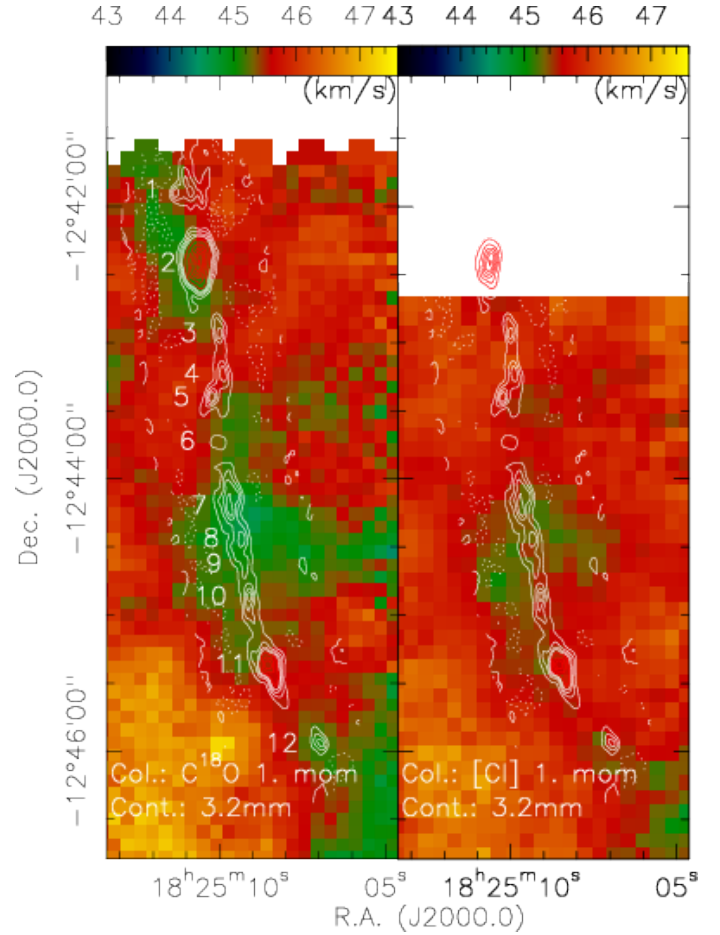 43 44 45 46 47 43 44 45 46 47
(km/s) (km/s)
−12°42'00"
−12°44'00"
−12°46'00"
Dec. (J2000.0)
1
2
3
4
5
6
7
8
9
10
11
12
Col.: C¹⁸O 1. mom
Cont.: 3.2mm
Col.: [CI] 1. mom
Cont.: 3.2mm
18ʰ25ᵐ10ˢ 05ˢ 18ʰ25ᵐ10ˢ 05ˢ
R.A. (J2000.0)